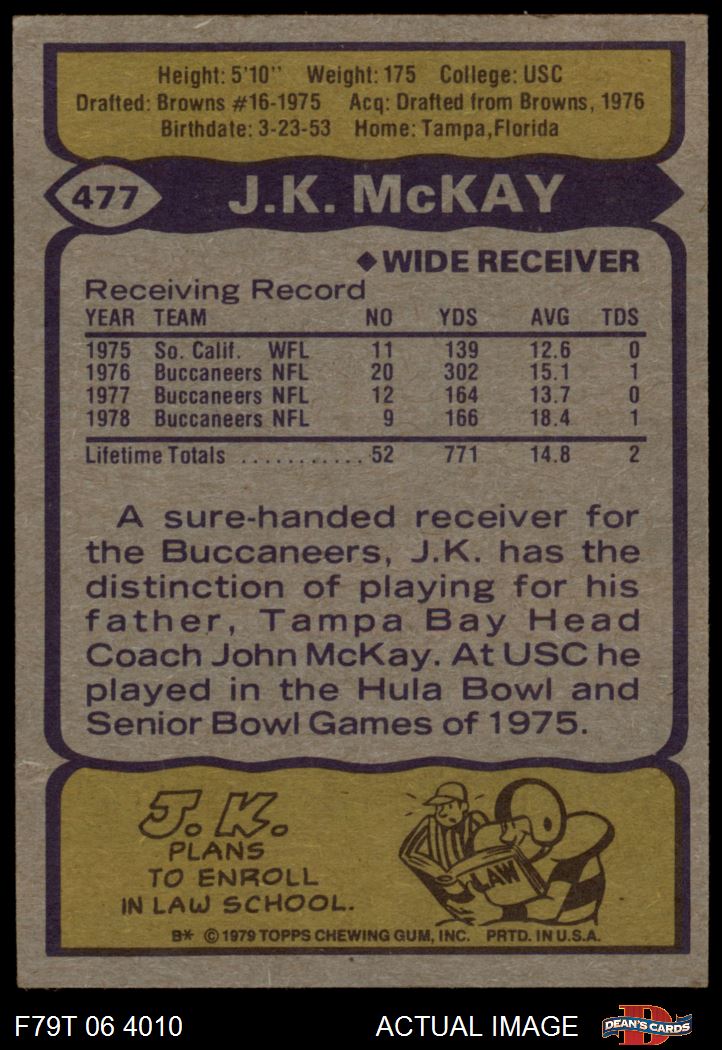 Height: 5'10" Weight: 175 College: USC
Drafted: Browns #16-1975 Acq: Drafted from Browns, 1976
Birthdate: 3-23-53 Home: Tampa,Florida
477 J.K. McKAY
◆WIDE RECEIVER
Receiving Record
YEAR TEAM NO YDS AVG TDS
1975 So. Calif. WFL 11 139 12.6 0
1976 Buccaneers NFL 20 302 15.1 1
1977 Buccaneers NFL 12 164 13.7 0
1978 Buccaneers NFL 9 166 18.4 1
Lifetime Totals ........... 52 771 14.8 2
A sure-handed receiver for
the Buccaneers, J.K. has the
distinction of playing for his
father, Tampa Bay Head
Coach John McKay. At USC he
played in the Hula Bowl and
Senior Bowl Games of 1975.
J.K.
PLANS
TO ENROLL
IN LAW SCHOOL.
LAW
B* © 1979 TOPPS CHEWING GUM, INC. PRTD. IN U.S.A.
F79T 06 4010 ACTUAL IMAGE D DEAN'S CARDS